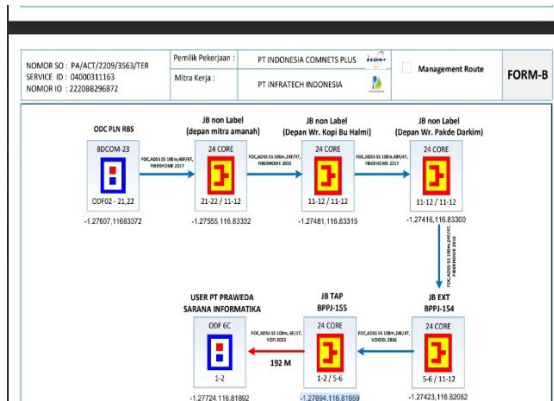 NOMOR SO : PA/ACT/2209/3563/TER
SERVICE ID : 04000311163
NOMOR IO : 2220BB296872
Pemilik Pekerjaan :
PT INDONESIA COMNETS PLUS
Mitra Kerja :
PT INFRATECH INDONESIA
Management Route
FORM-B
ODC PLN RBS
BDCOM-23
ODF02 - 21,22
-1.27607,11683372
JB non Label
(depan mitra amanah)
24 CORE
21-22 / 11-12
-1.27555,116.83332
JB non Label
(Depan Wr. Kopi Bu Halmi)
24 CORE
11-12 / 11-12
-1.27481,116.83315
JB non Label
(Depan Wr. Pakde Darkim)
24 CORE
11-12 / 11-12
-1.27416,116.83300
USER PT PRAWEDA
SARANA INFORMATIKA
ODF 6C
1-2
-1.27724,116.81892
192 M
JB TAP
BPPJ-155
24 CORE
1-2 / 5-6
-1.27694,116.81959
JB EXT
BPPJ-154
24 CORE
5-6 / 11-12
-1.27423,116.82082